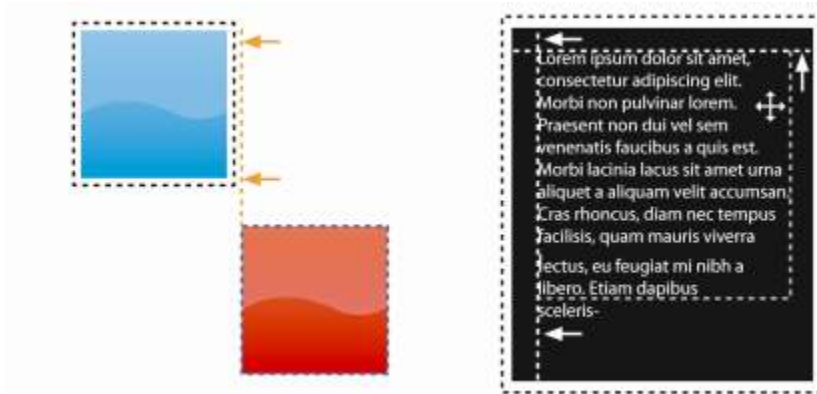 Lorem ipsum dolor sit amet,
consectetur adipiscing elit.
Morbi non pulvinar lorem.
Praesent non dui vel sem
venenatis faucibus a quis est.
Morbi lacinia lacus sit amet urna
aliquet a aliquam velit accumsan.
Cras rhoncus, diam nec tempus
facilisis, quam mauris viverra
lectus, eu feugiat mi nibh a
libero. Etiam dapibus
sceleris-